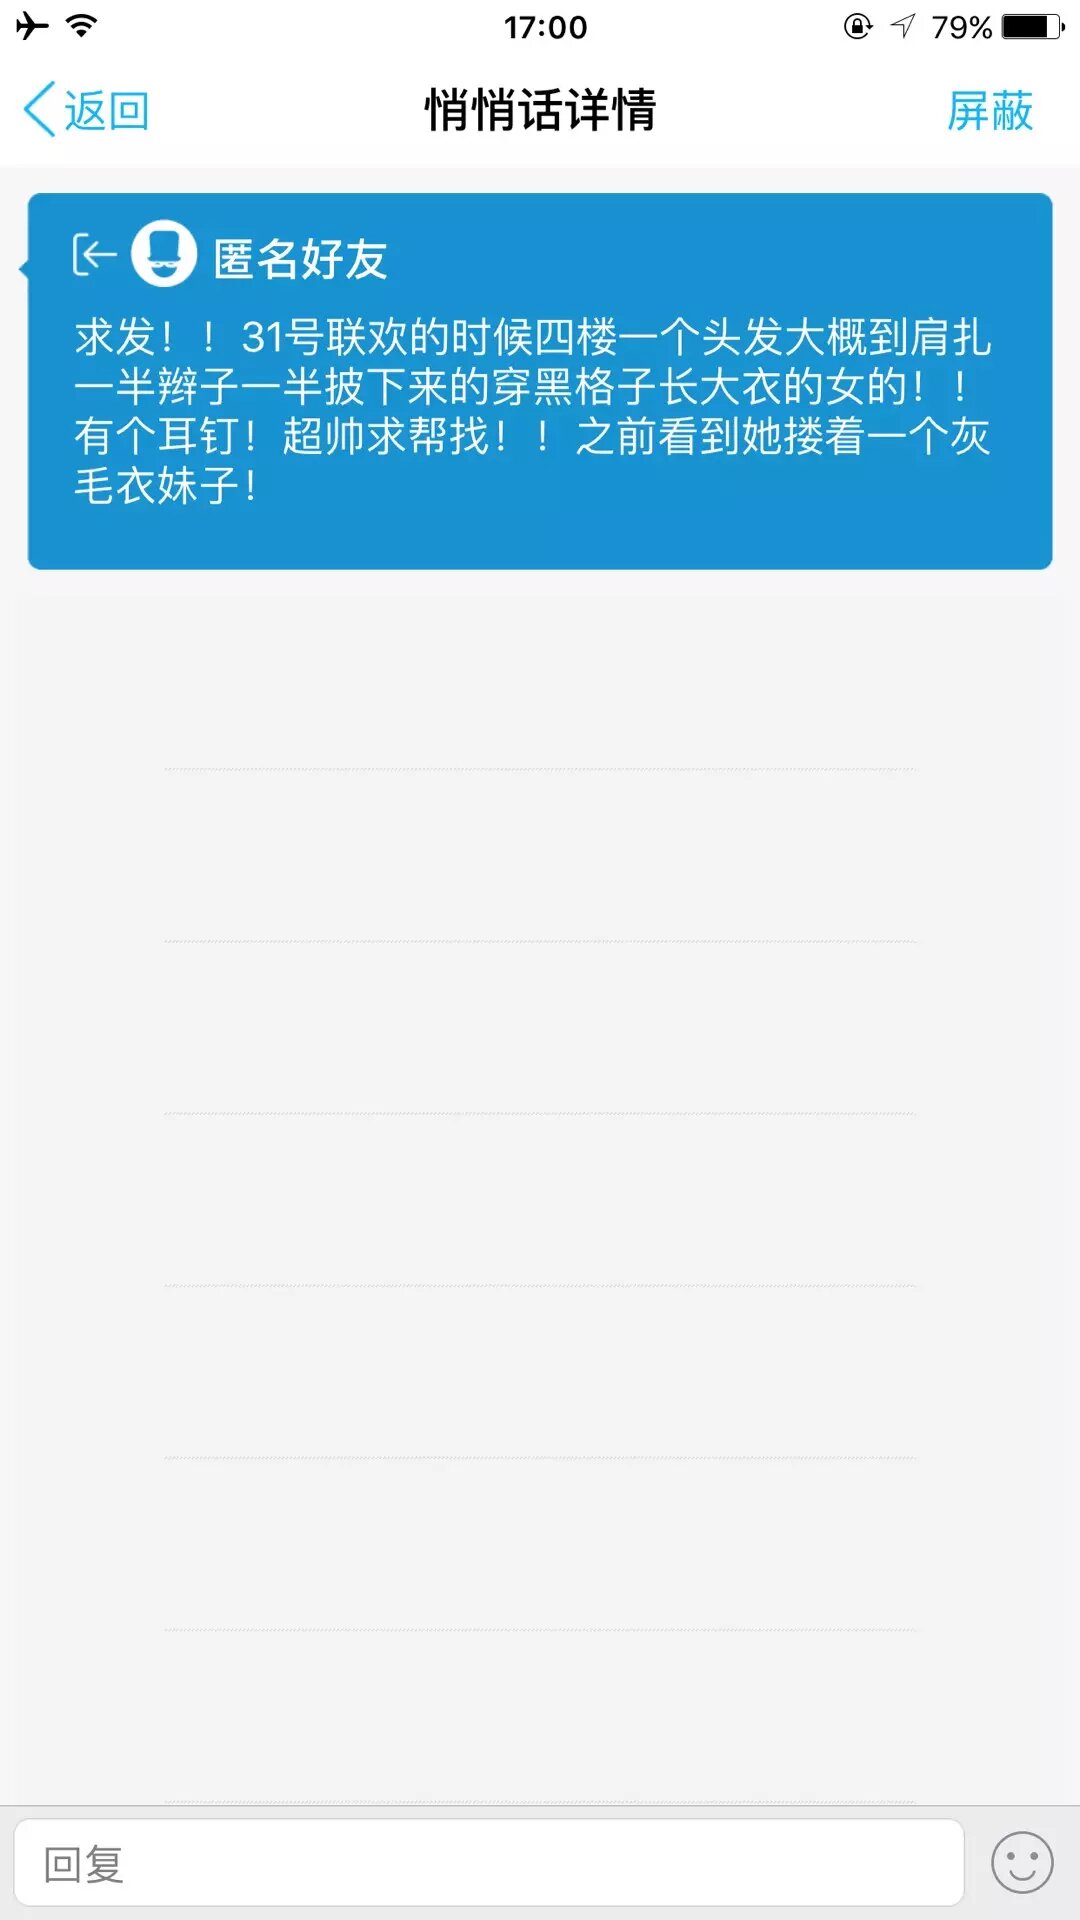 17:00
79%
返回
悄悄话详情
屏蔽
匿名好友
求发！！31号联欢的时候四楼一个头发大概到肩扎
一半辫子一半披下来的穿黑格子长大衣的女的！！
有个耳钉！超帅求帮找！！之前看到她搂着一个灰
毛衣妹子！
回复